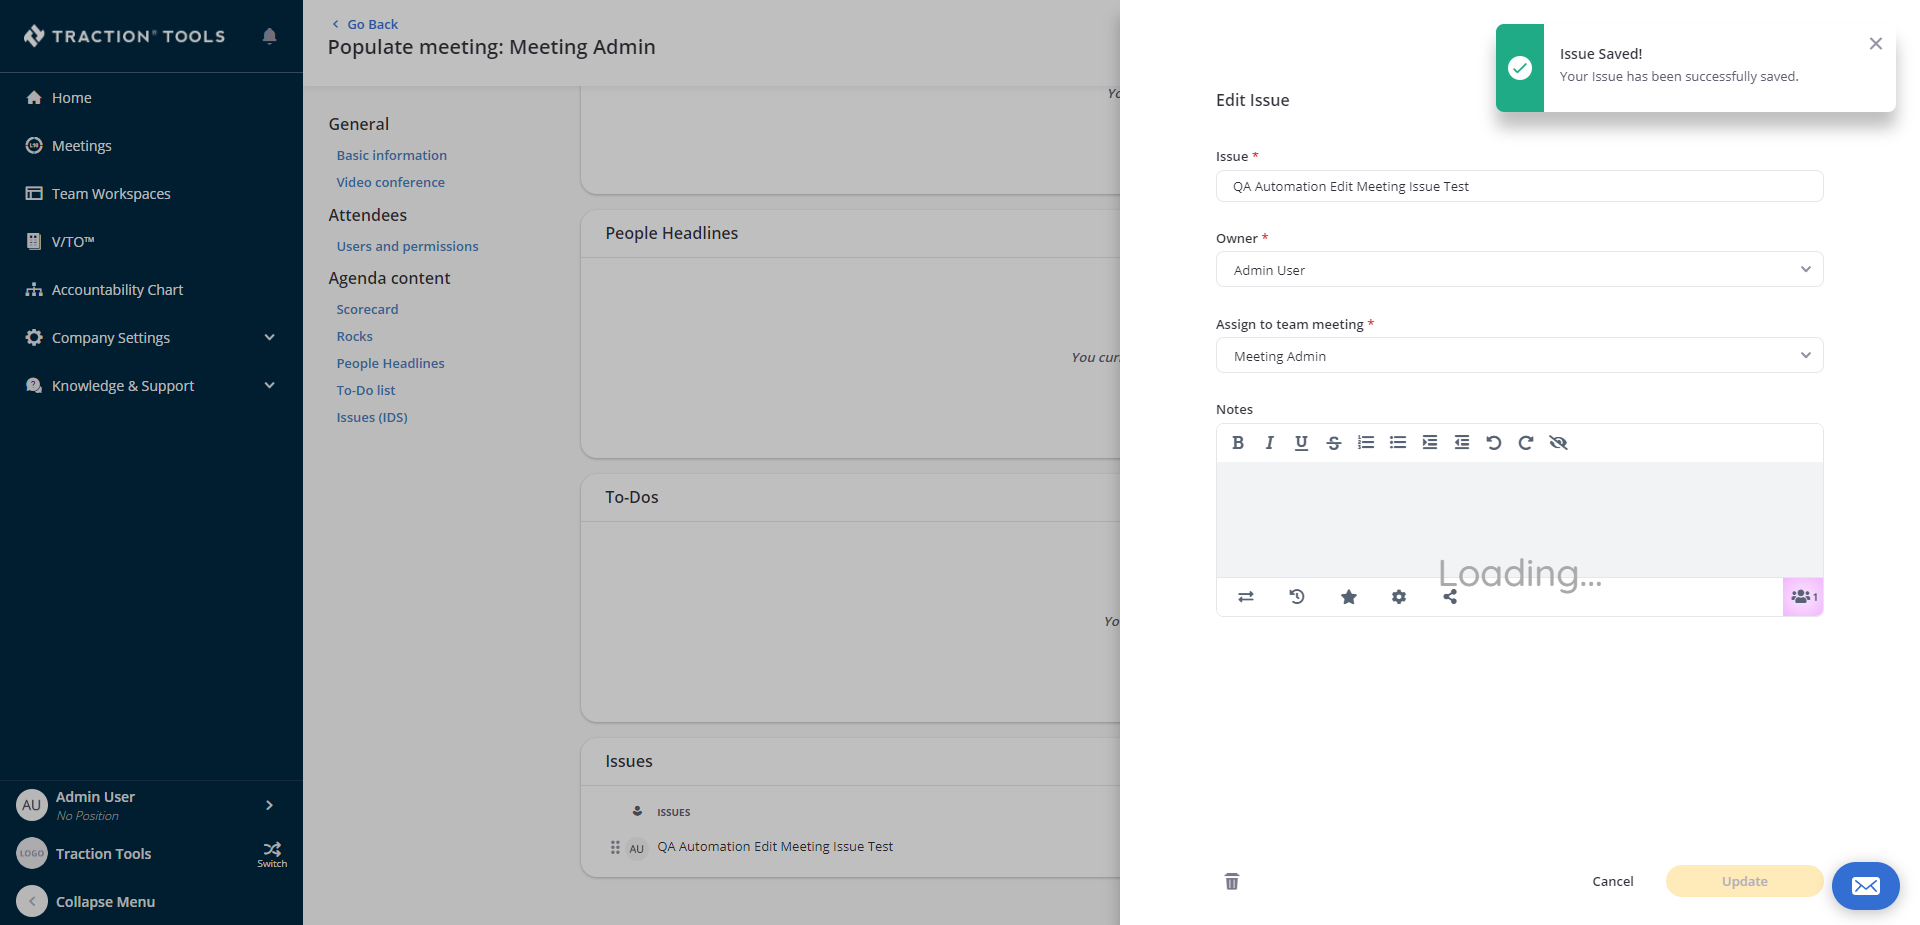 TRACTION® TOOLS
Home
Meetings
Team Workspaces
V/TO™
Accountability Chart
Company Settings
Knowledge & Support
AU
Admin User
No Position
LOGO
Traction Tools
Switch
Collapse Menu
Go Back
Populate meeting: Meeting Admin
General
Basic information
Video conference
Attendees
Users and permissions
Agenda content
Scorecard
Rocks
People Headlines
To-Do list
Issues (IDS)
Yo
People Headlines
You cur
To-Dos
Yo
Issues
ISSUES
AU
QA Automation Edit Meeting Issue Test
Issue Saved!
Your Issue has been successfully saved.
Edit Issue
Issue *
QA Automation Edit Meeting Issue Test
Owner *
Admin User
Assign to team meeting *
Meeting Admin
Notes
B I U S
Loading...
1
Cancel
Update